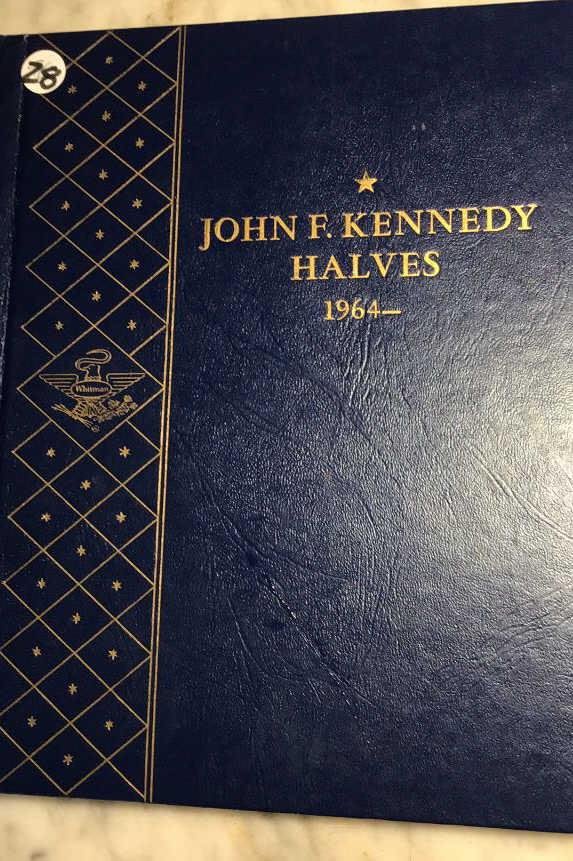 28
JOHN F. KENNEDY
HALVES
1964—
Whitman